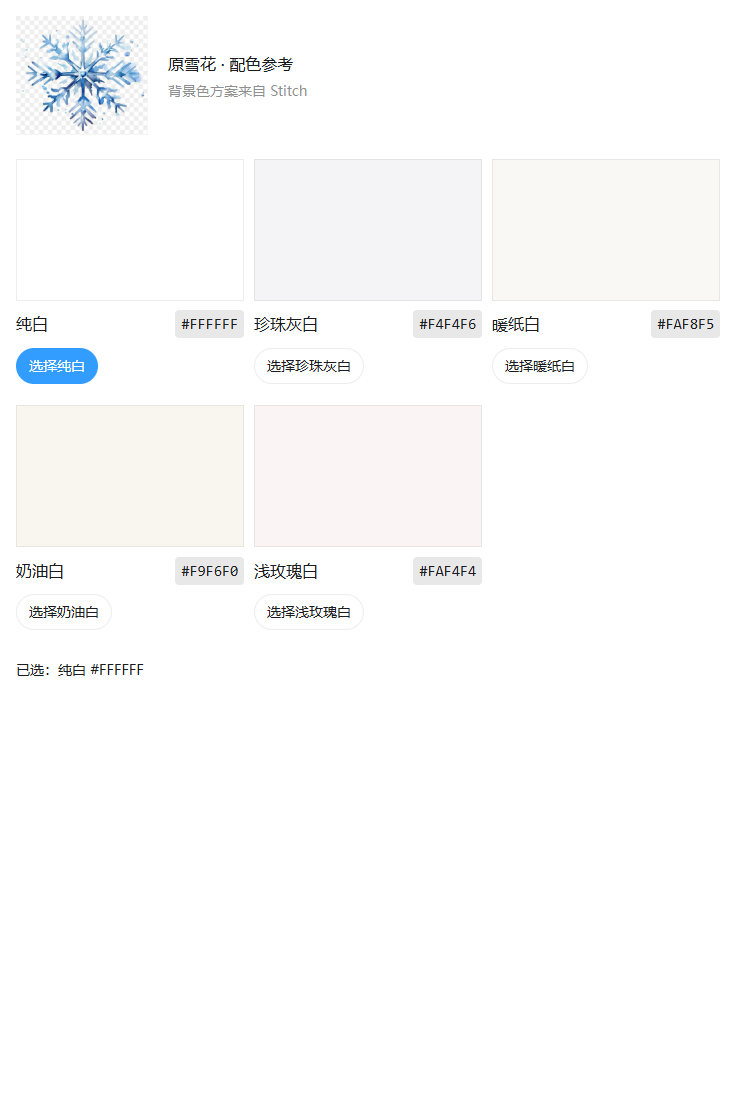 原雪花 · 配色参考
背景色方案来自 Stitch
纯白 #FFFFFF
珍珠灰白 #F4F4F6
暖纸白 #FAF8F5
选择纯白
选择珍珠灰白
选择暖纸白
奶油白 #F9F6F0
浅玫瑰白 #FAF4F4
选择奶油白
选择浅玫瑰白
已选：纯白 #FFFFFF